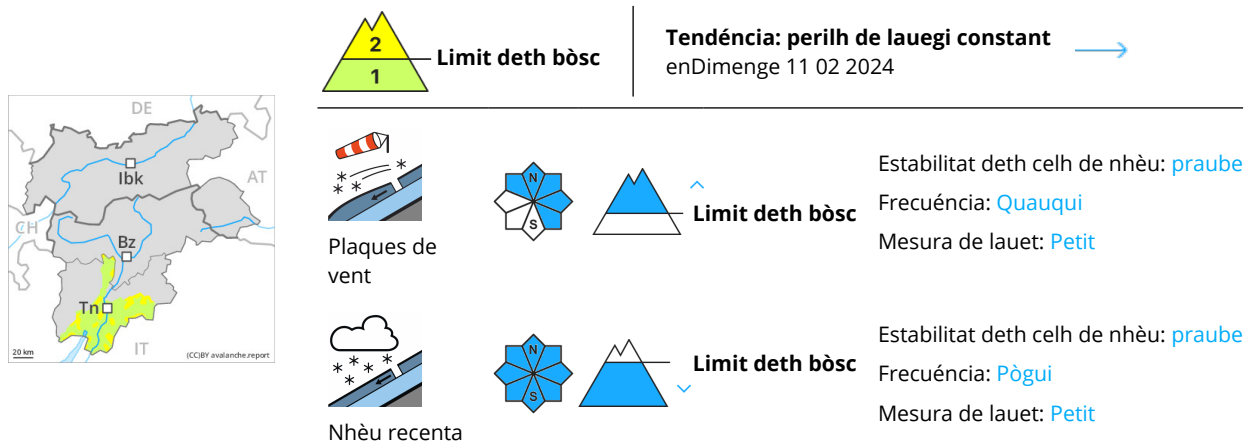 2
1
Limit deth bòsc
Tendéncia: perilh de lauegi constant
enDimenge 11 02 2024
DE
AT
CH
IT
Ibk
Bz
Tn
20 km
(CC)BY avalanche.report
Plaques de
vent
N
S
Limit deth bòsc
Estabilitat deth celh de nhèu: praube
Frecuéncia: Quauqui
Mesura de lauet: Petit
Nhèu recenta
N
S
Limit deth bòsc
Estabilitat deth celh de nhèu: praube
Frecuéncia: Pògui
Mesura de lauet: Petit